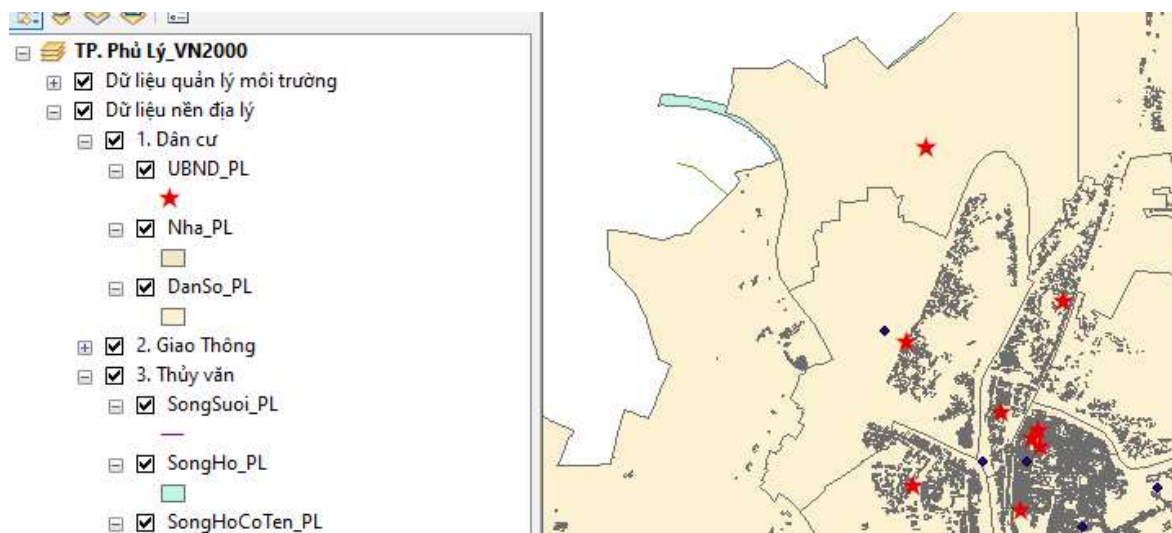 TP. Phủ Lý_VN2000
Dữ liệu quản lý môi trường
Dữ liệu nền địa lý
1. Dân cư
UBND_PL
Nha_PL
DanSo_PL
2. Giao Thông
3. Thủy văn
SongSuoi_PL
SongHo_PL
SongHoCoTen_PL